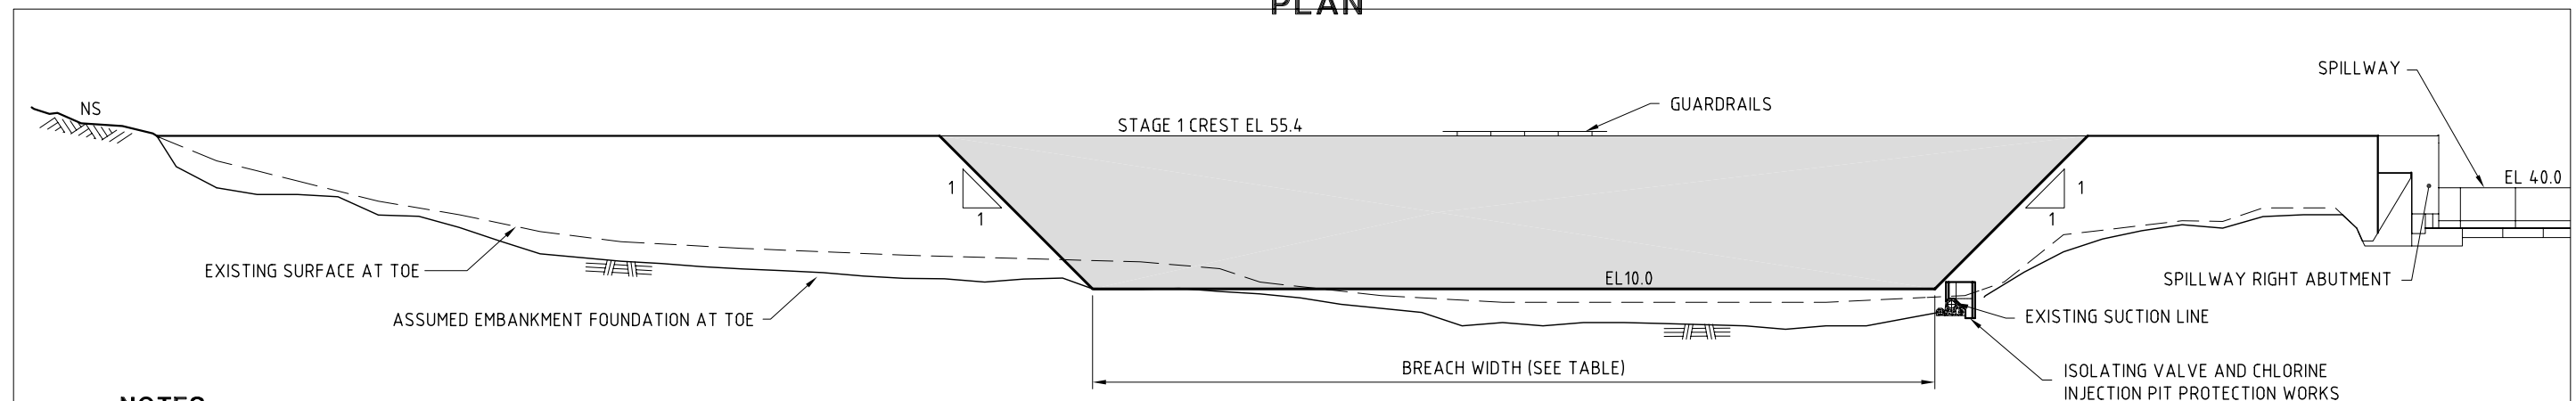 PLAN
SPILLWAY
NS
GUARDRAILS
STAGE 1 CREST EL 55.4
EL 40.0
1
1
1
1
EXISTING SURFACE AT TOE
EL10.0
SPILLWAY RIGHT ABUTMENT
ASSUMED EMBANKMENT FOUNDATION AT TOE
EXISTING SUCTION LINE
BREACH WIDTH (SEE TABLE)
ISOLATING VALVE AND CHLORINE
INJECTION PIT PROTECTION WORKS
NOTES